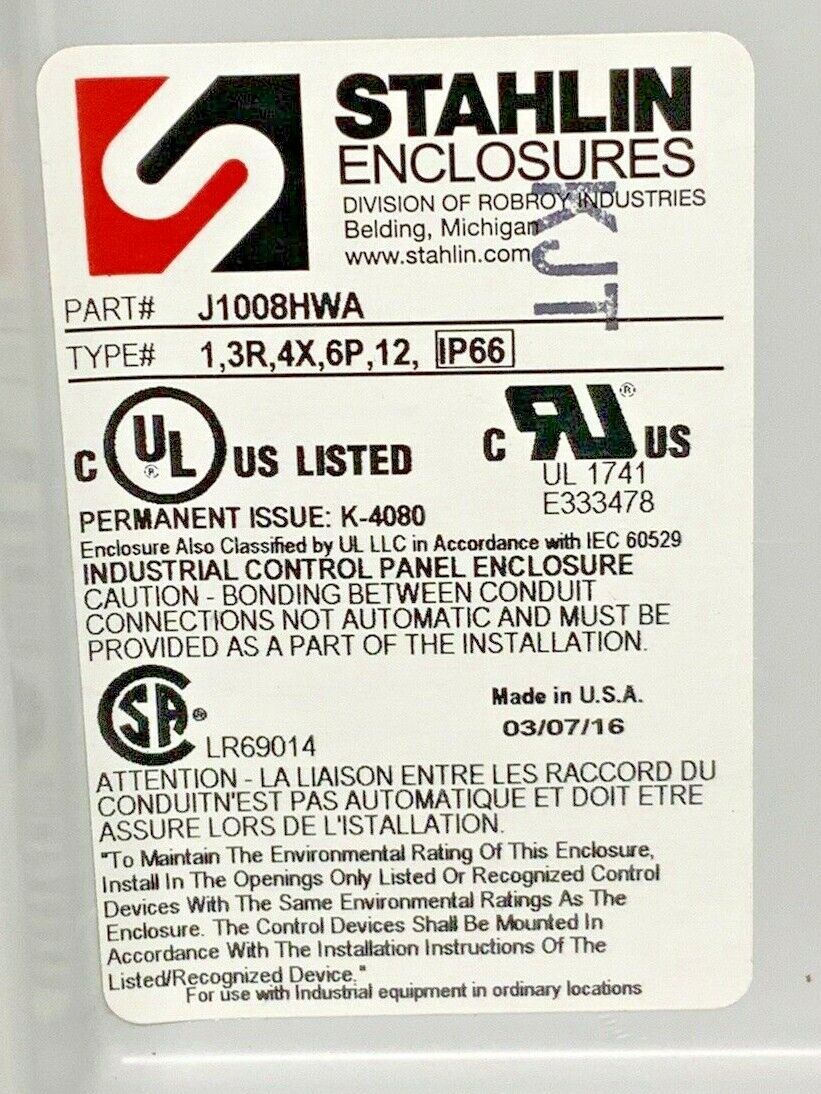 STAHLIN
ENCLOSURES
DIVISION OF ROBROY INDUSTRIES
Belding, Michigan
www.stahlin.com
KJT
PART# J1008HWA
TYPE# 1,3R,4X,6P,12, IP66
C UL ® US LISTED
C RU ® US
UL 1741
E333478
PERMANENT ISSUE: K-4080
Enclosure Also Classified by UL LLC in Accordance with IEC 60529
INDUSTRIAL CONTROL PANEL ENCLOSURE
CAUTION - BONDING BETWEEN CONDUIT
CONNECTIONS NOT AUTOMATIC AND MUST BE
PROVIDED AS A PART OF THE INSTALLATION.
CSA ® LR69014
Made in U.S.A.
03/07/16
ATTENTION - LA LIAISON ENTRE LES RACCORD DU
CONDUITN'EST PAS AUTOMATIQUE ET DOIT ETRE
ASSURE LORS DE L'ISTALLATION.
"To Maintain The Environmental Rating Of This Enclosure,
Install In The Openings Only Listed Or Recognized Control
Devices With The Same Environmental Ratings As The
Enclosure. The Control Devices Shall Be Mounted In
Accordance With The Installation Instructions Of The
Listed/Recognized Device."
For use with Industrial equipment in ordinary locations